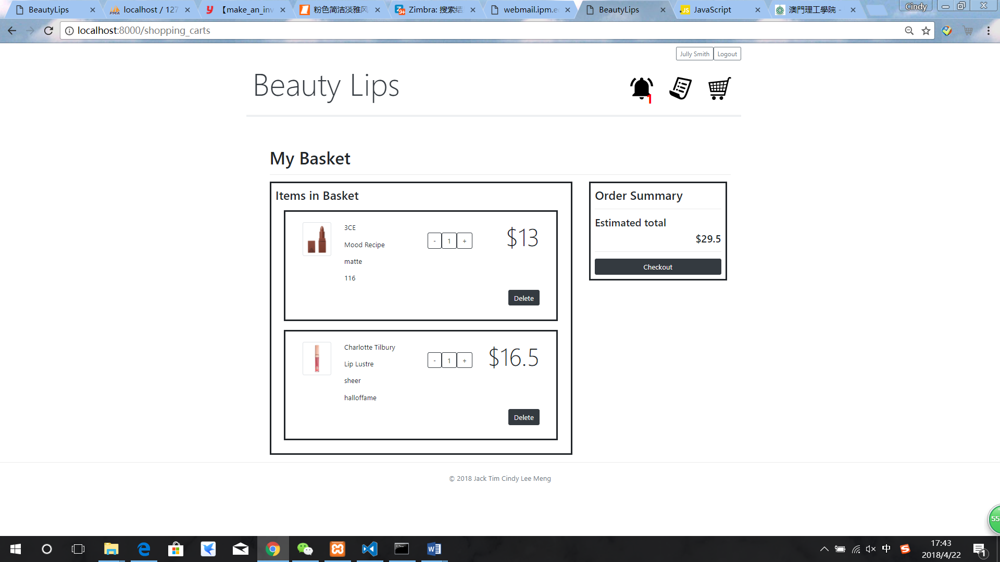 BeautyLips
localhost / 127
【make_an_inv
粉色简洁淡雅风
Zimbra: 搜索结
webmail.ipm.e
BeautyLips
JavaScript
澳門理工學院 -
Cindy
localhost:8000/shopping_carts
Jully Smith
Logout
Beauty Lips
1
My Basket
Items in Basket
3CE
Mood Recipe
matte
116
- 1 +
$13
Delete
Charlotte Tilbury
Lip Lustre
sheer
halloffame
- 1 +
$16.5
Delete
Order Summary
Estimated total
$29.5
Checkout
© 2018 Jack Tim Cindy Lee Meng
55
中
17:43
2018/4/22
1